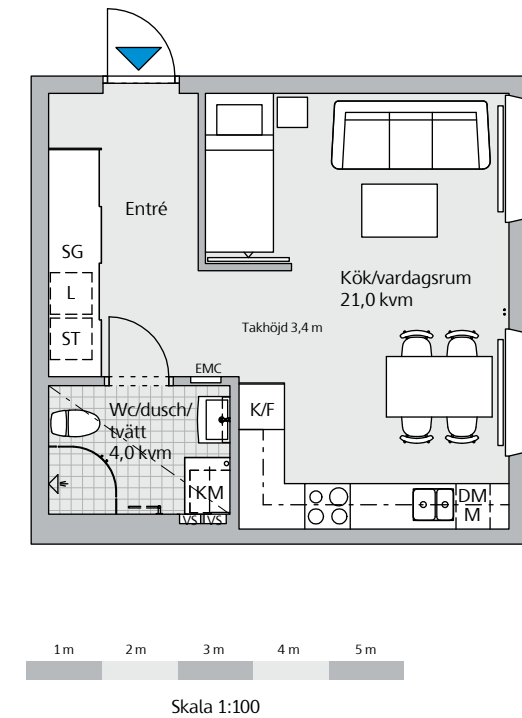 Entré
SG
L
ST
Kök/vardagsrum
21,0 kvm
Takhöjd 3,4 m
EMC
Wc/dusch/
tvätt
4,0 kvm
K/F
KM
VS VS
DM
M
1 m 2 m 3 m 4 m 5 m
Skala 1:100